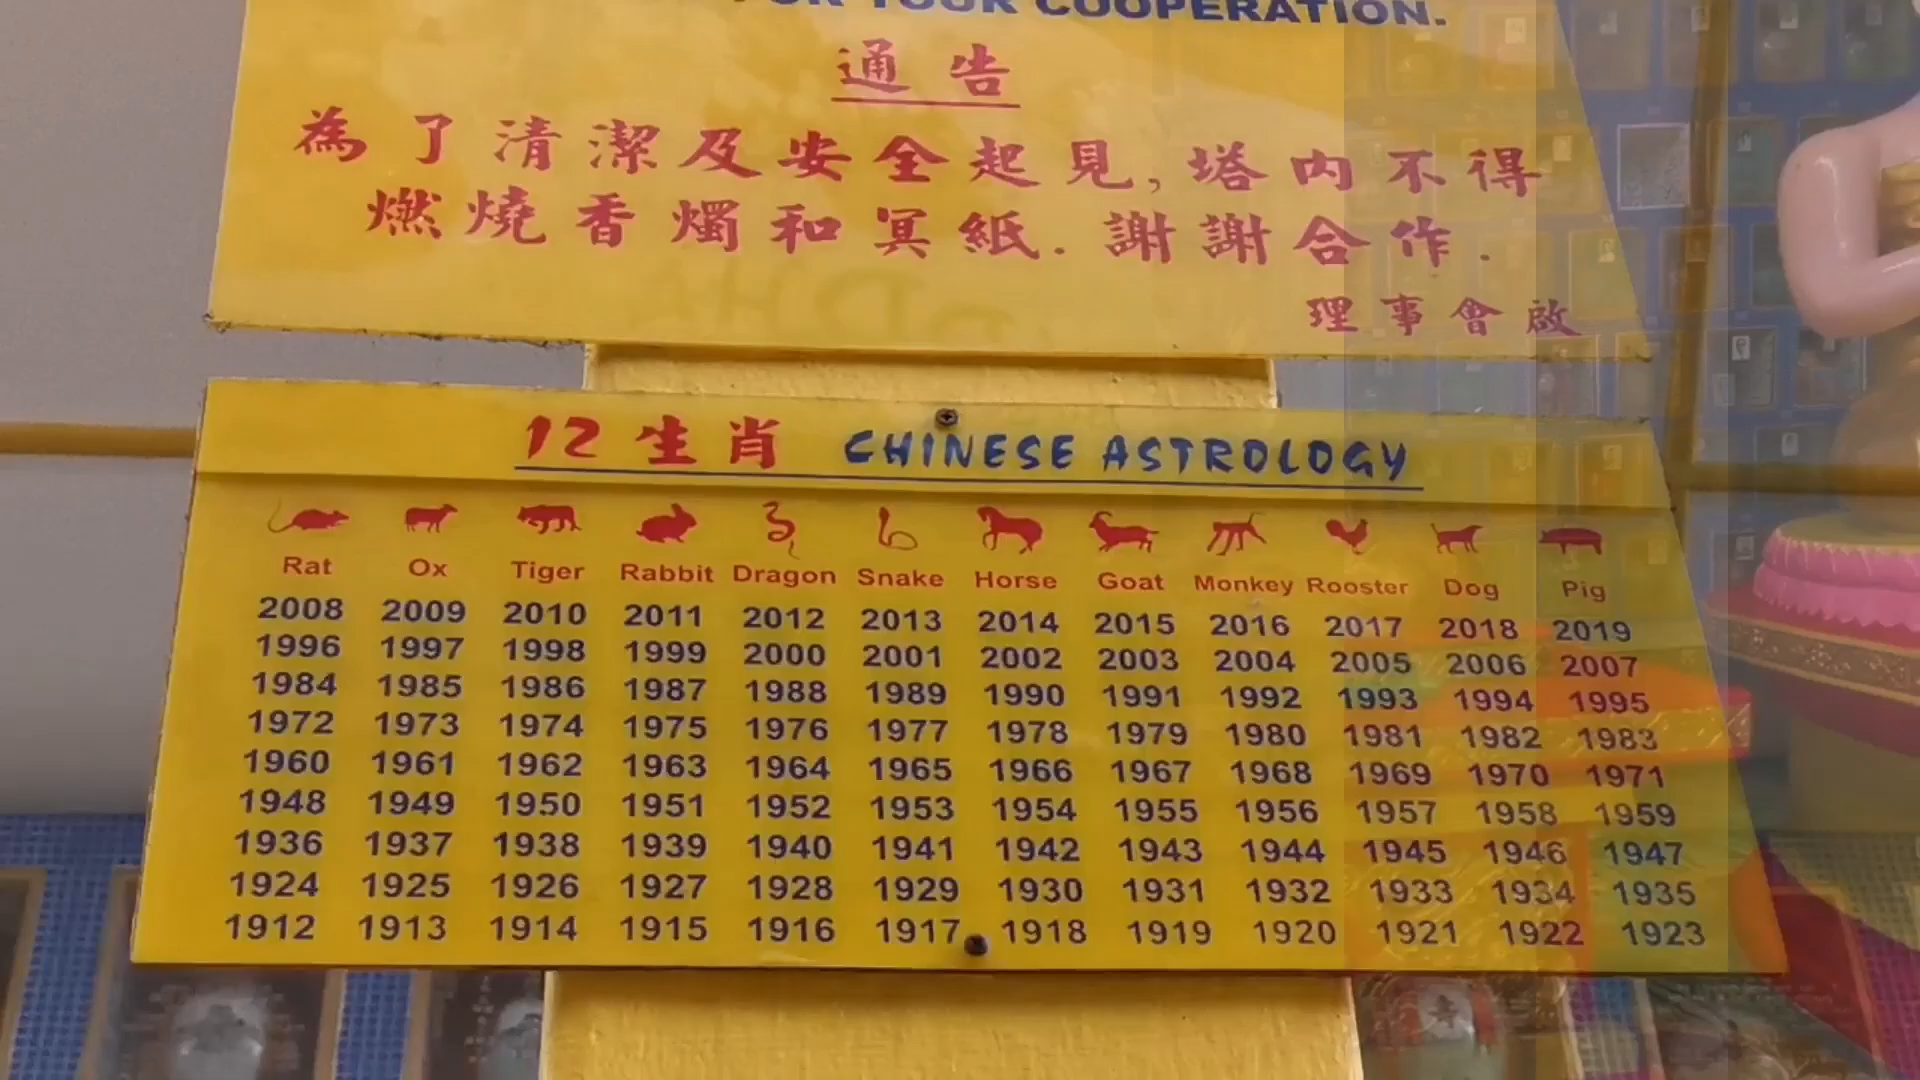 FOR YOUR COOPERATION.
通告
為了清潔及安全起見,塔内不得
燃燒香燭和冥紙.謝謝合作.
理事會啟
12生肖 CHINESE ASTROLOGY
Rat Ox Tiger Rabbit Dragon Snake Horse Goat Monkey Rooster Dog Pig
2008 2009 2010 2011 2012 2013 2014 2015 2016 2017 2018 2019
1996 1997 1998 1999 2000 2001 2002 2003 2004 2005 2006 2007
1984 1985 1986 1987 1988 1989 1990 1991 1992 1993 1994 1995
1972 1973 1974 1975 1976 1977 1978 1979 1980 1981 1982 1983
1960 1961 1962 1963 1964 1965 1966 1967 1968 1969 1970 1971
1948 1949 1950 1951 1952 1953 1954 1955 1956 1957 1958 1959
1936 1937 1938 1939 1940 1941 1942 1943 1944 1945 1946 1947
1924 1925 1926 1927 1928 1929 1930 1931 1932 1933 1934 1935
1912 1913 1914 1915 1916 1917 1918 1919 1920 1921 1922 1923